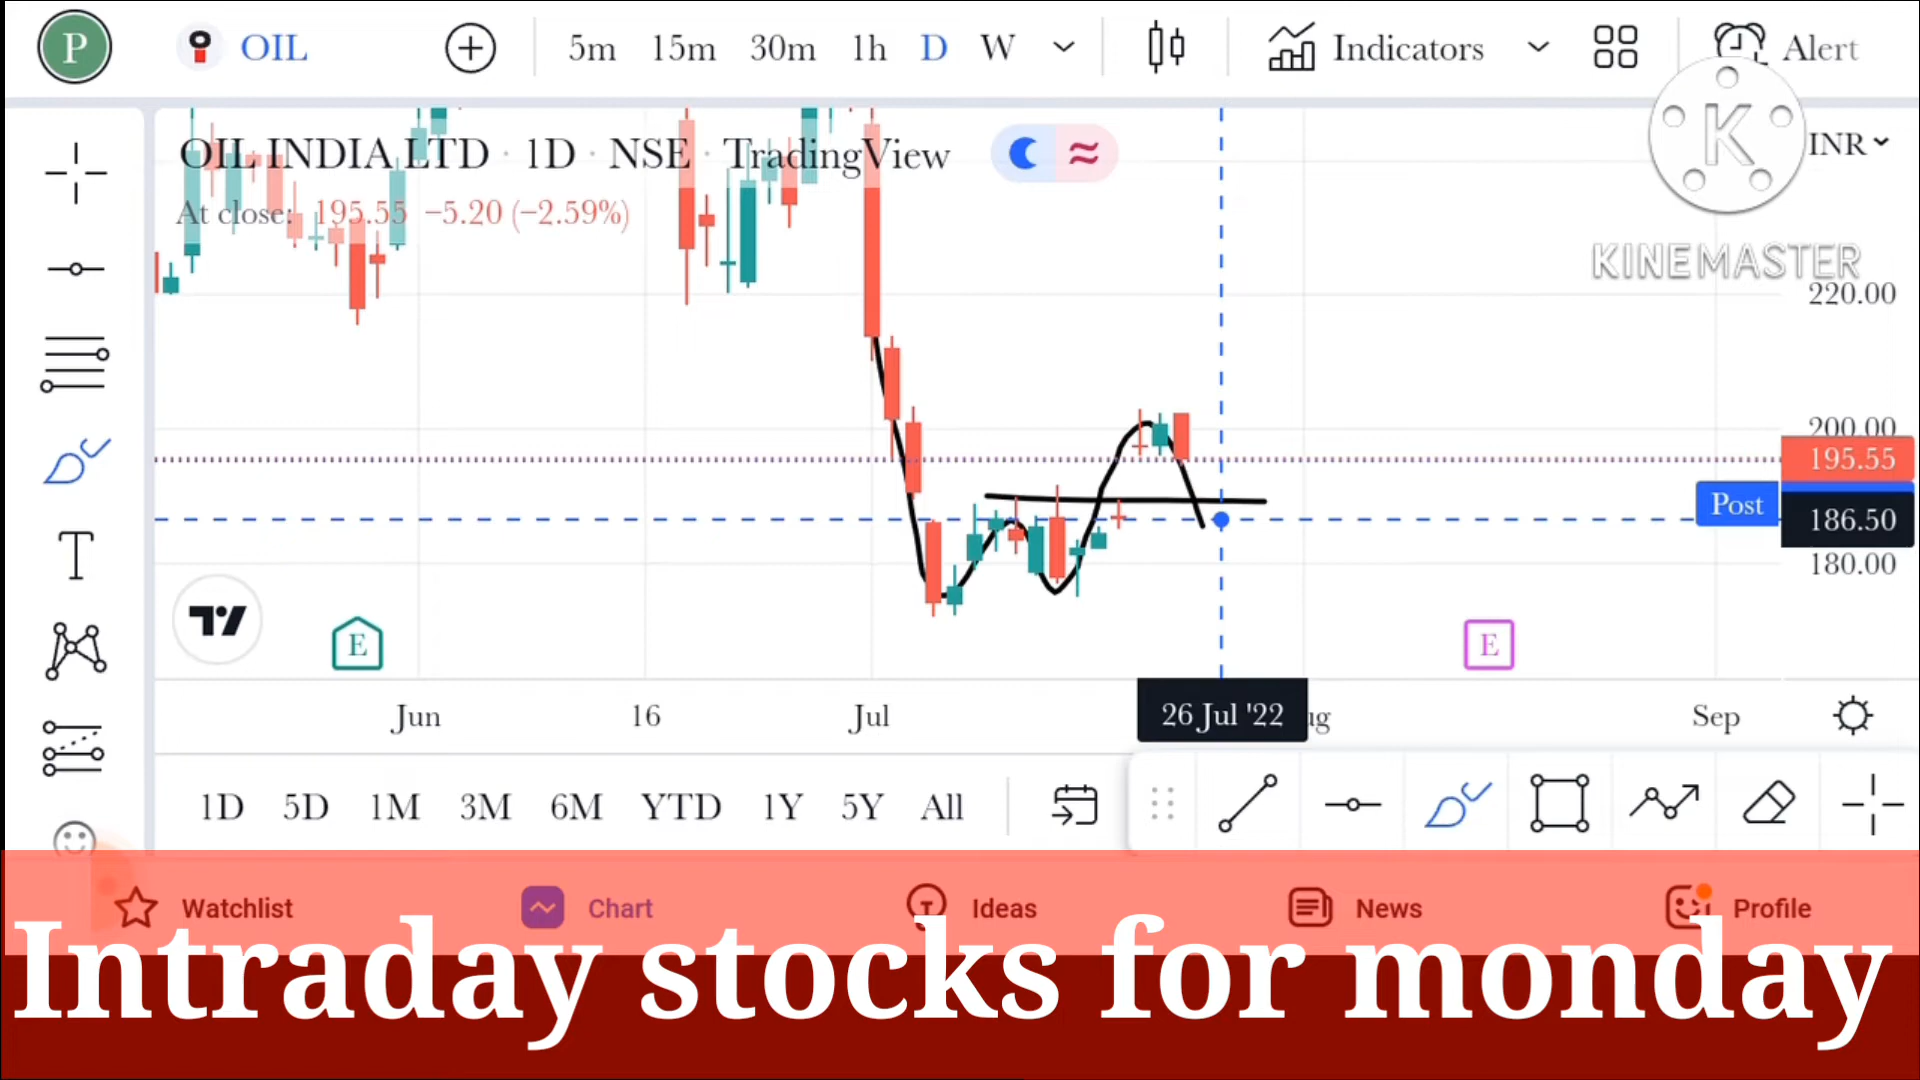 P OIL 5m 15m 30m 1h D W Indicators Alert
OIL INDIA LTD · 1D · NSE · TradingView
INR
K
KINEMASTER
At close: 195.55 −5.20 (−2.59%)
220.00
200.00
195.55
Post 186.50
180.00
E E
Jun 16 Jul 26 Jul '22 ug Sep
1D 5D 1M 3M 6M YTD 1Y 5Y All
Watchlist Chart Ideas News Profile
Intraday stocks for monday